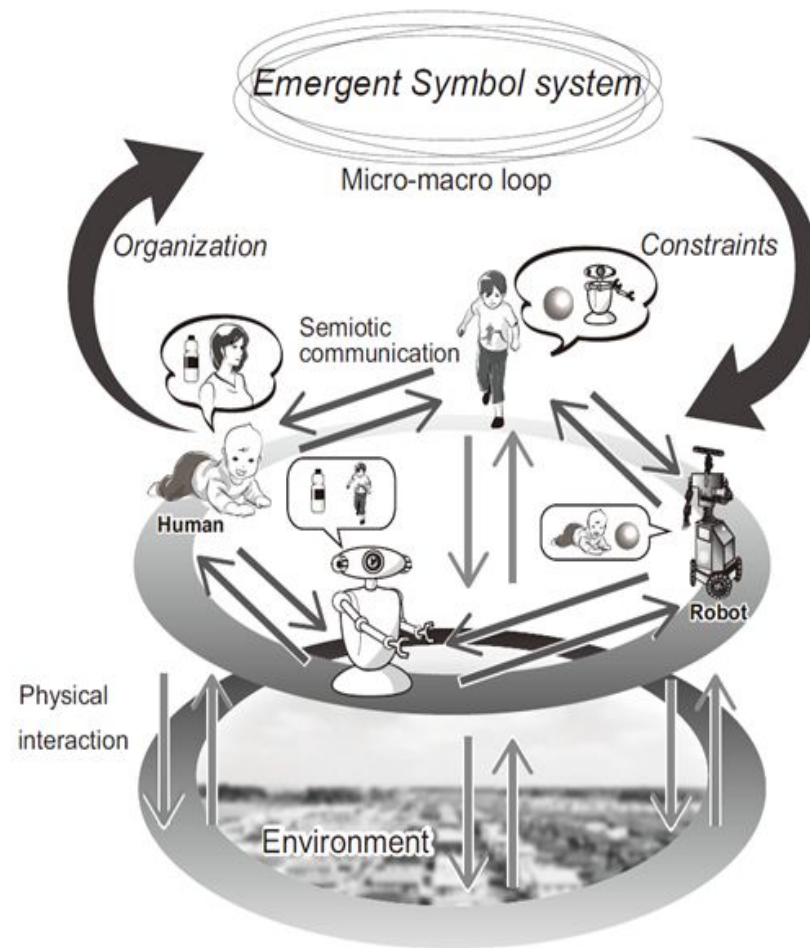 Emergent Symbol system
Micro-macro loop
Organization
Constraints
Semiotic
communication
Human
Robot
Physical
interaction
Environment